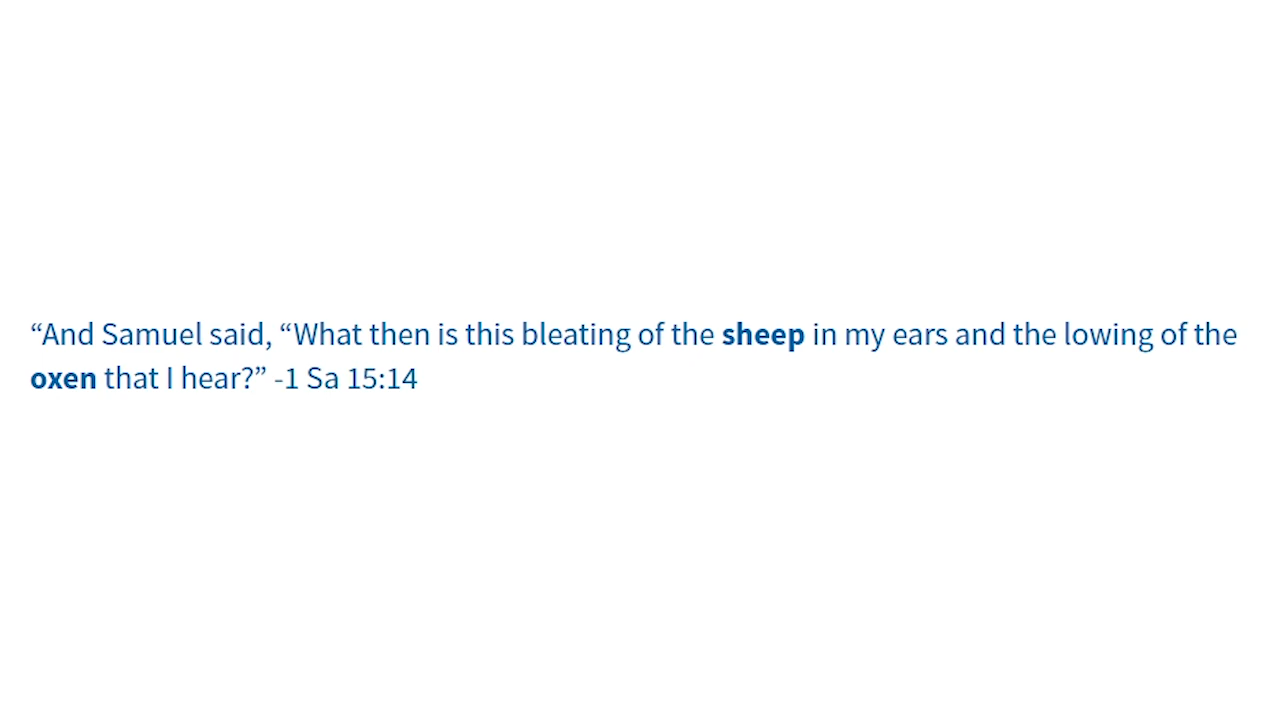 “And Samuel said, “What then is this bleating of the sheep in my ears and the lowing of the
oxen that I hear?” -1 Sa 15:14